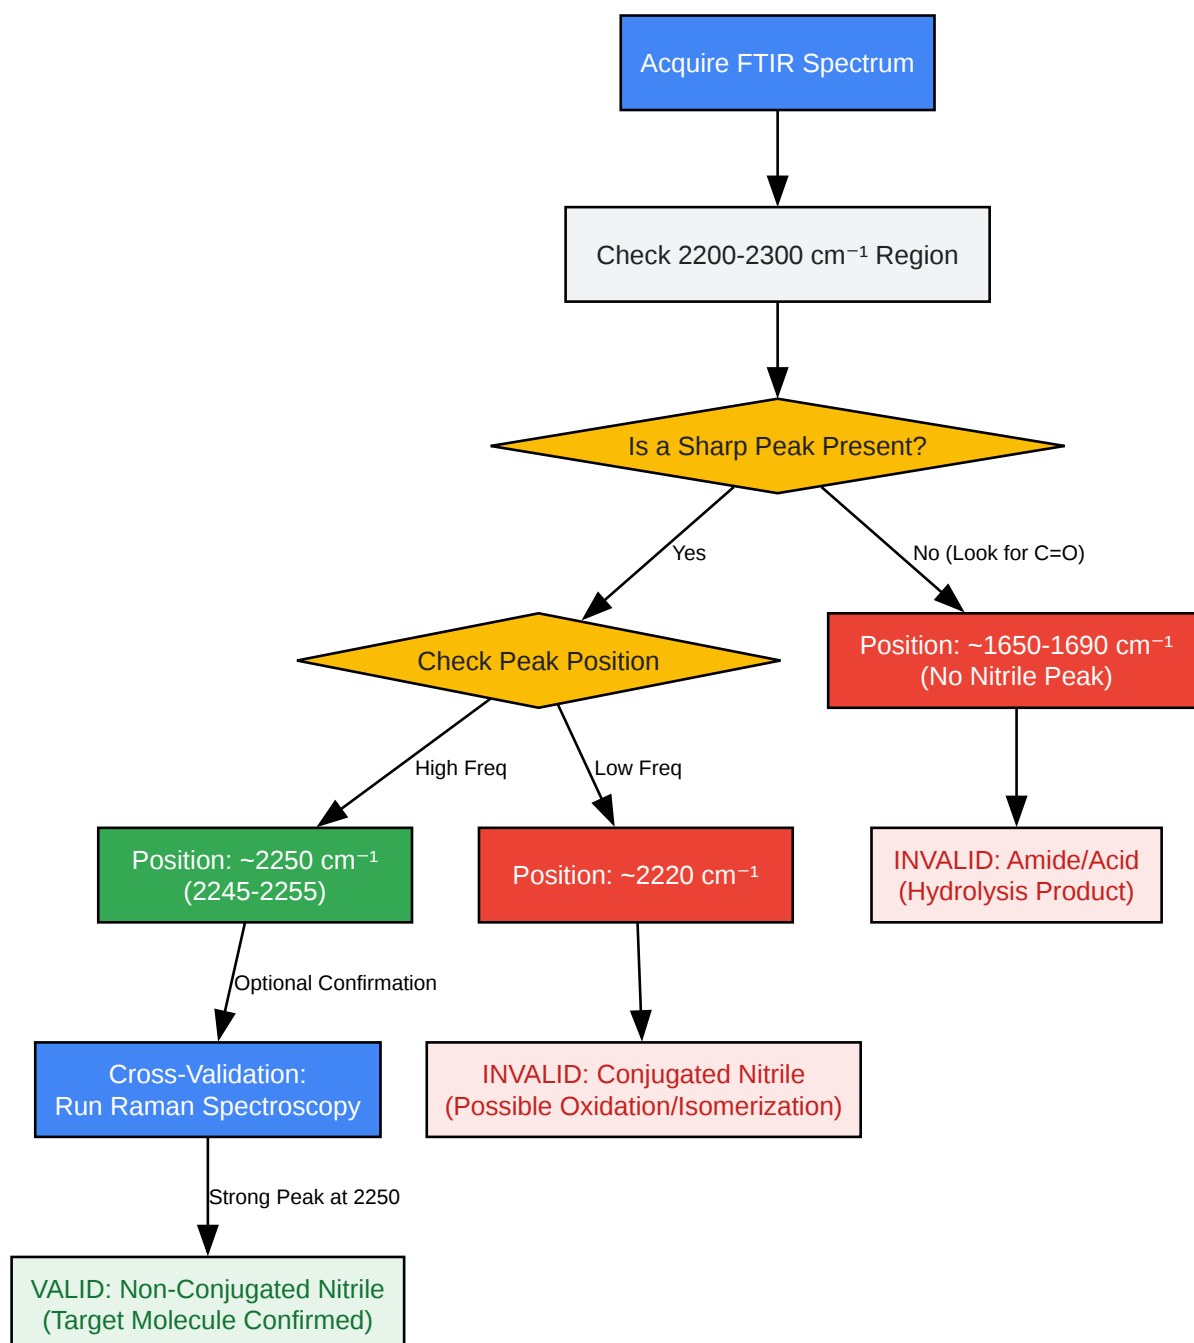 Acquire FTIR Spectrum
Check 2200-2300 cm⁻¹ Region
Is a Sharp Peak Present?
Yes
No (Look for C=O)
Check Peak Position
Position: ~1650-1690 cm⁻¹
(No Nitrile Peak)
High Freq
Low Freq
Position: ~2250 cm⁻¹
(2245-2255)
Position: ~2220 cm⁻¹
INVALID: Amide/Acid
(Hydrolysis Product)
Optional Confirmation
Cross-Validation:
Run Raman Spectroscopy
INVALID: Conjugated Nitrile
(Possible Oxidation/Isomerization)
Strong Peak at 2250
VALID: Non-Conjugated Nitrile
(Target Molecule Confirmed)